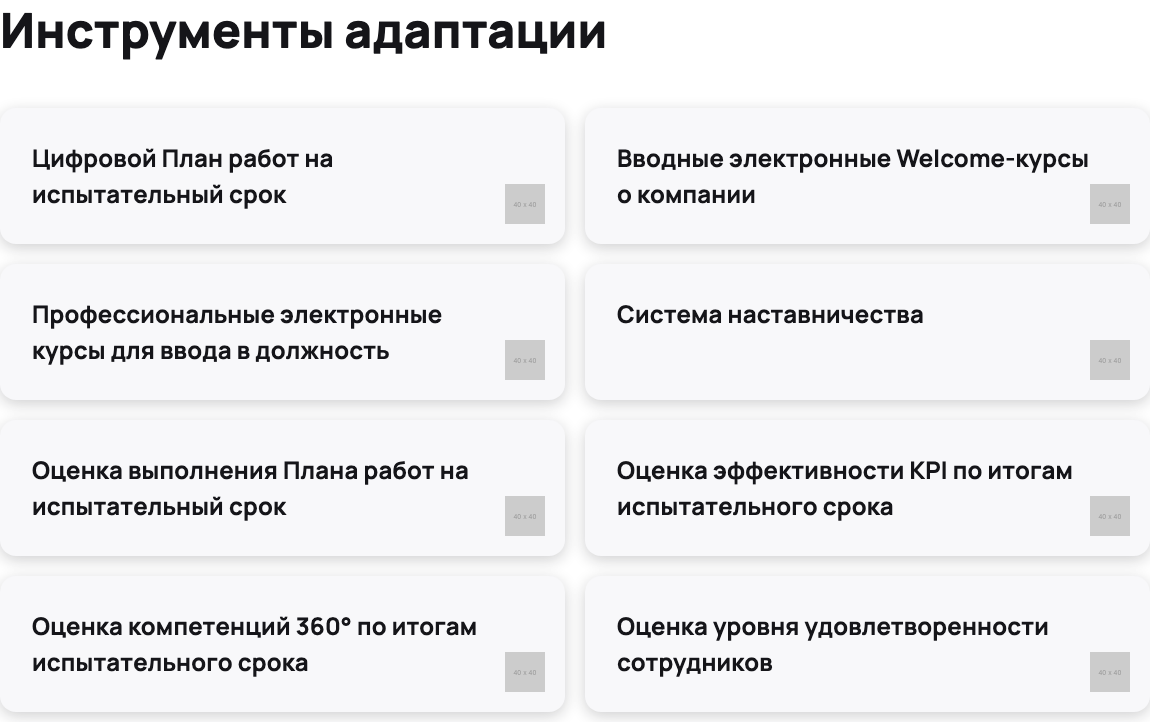 Инструменты адаптации
Цифровой План работ на
испытательный срок
40 x 40
Вводные электронные Welcome-курсы
о компании
40 x 40
Профессиональные электронные
курсы для ввода в должность
40 x 40
Система наставничества
40 x 40
Оценка выполнения Плана работ на
испытательный срок
40 x 40
Оценка эффективности KPI по итогам
испытательного срока
40 x 40
Оценка компетенций 360° по итогам
испытательного срока
40 x 40
Оценка уровня удовлетворенности
сотрудников
40 x 40